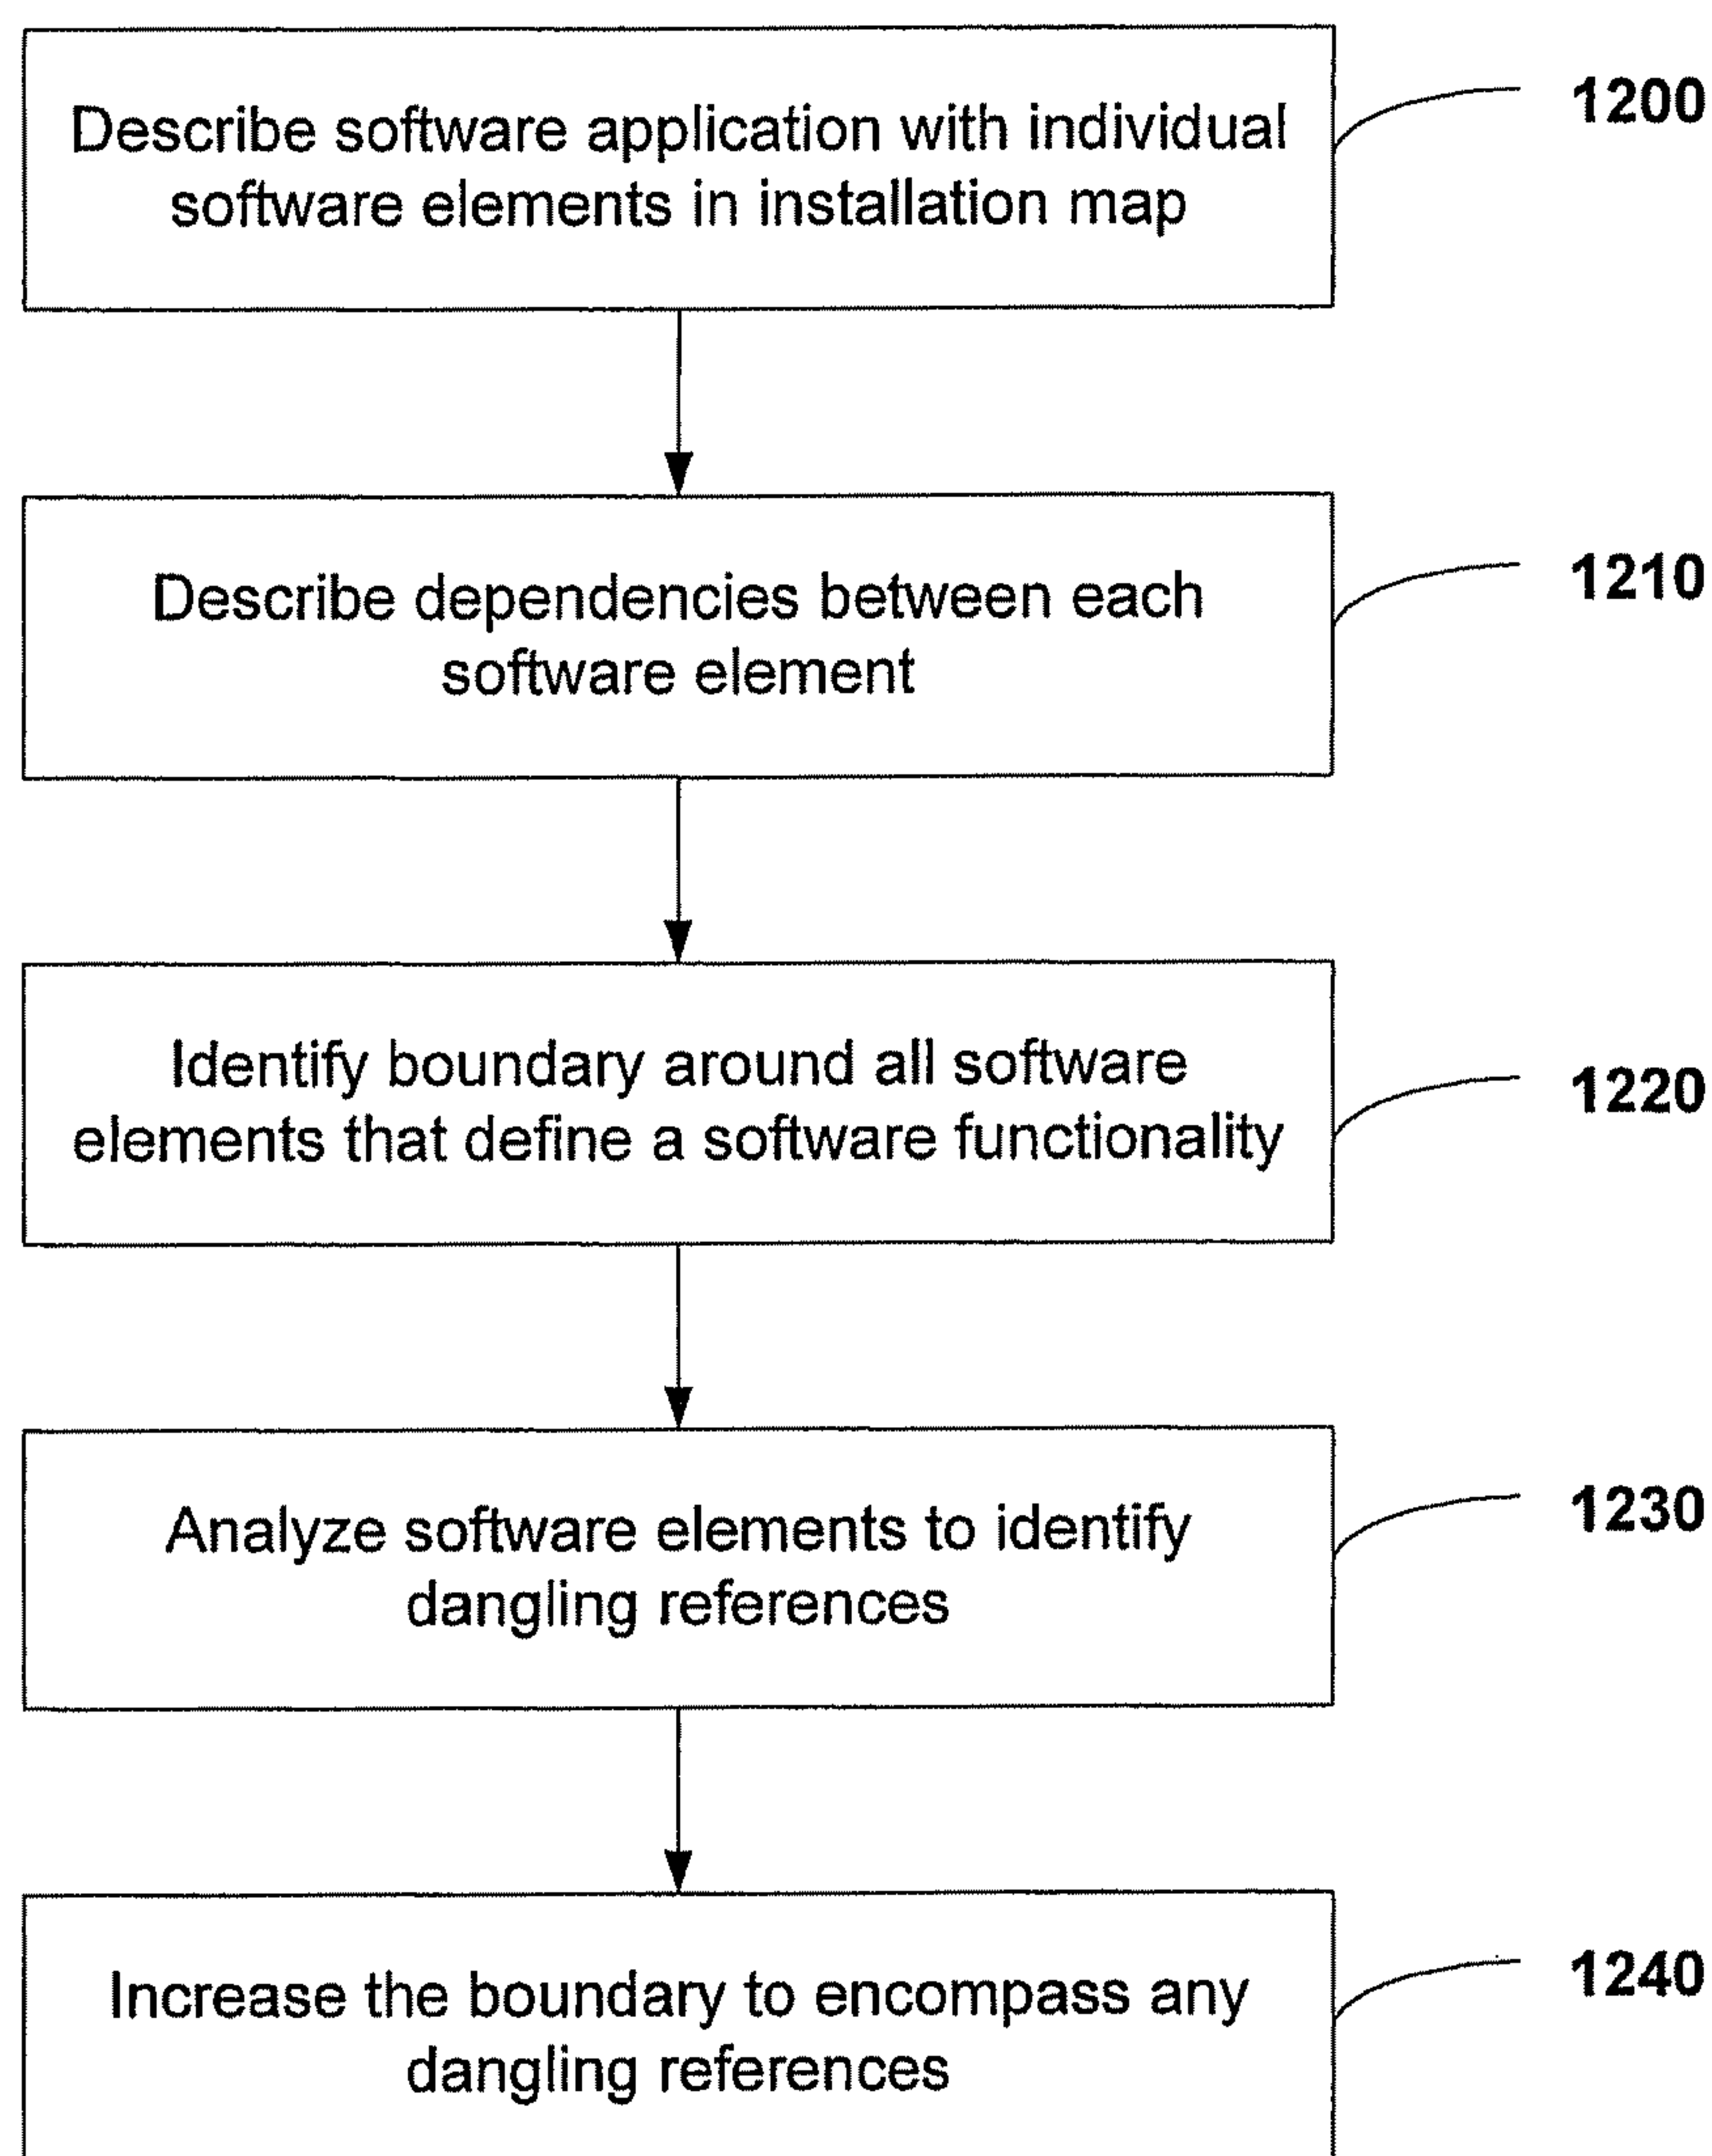 Describe software application with individual
software elements in installation map
1200
Describe dependencies between each
software element
1210
Identify boundary around all software
elements that define a software functionality
1220
Analyze software elements to identify
dangling references
1230
Increase the boundary to encompass any
dangling references
1240